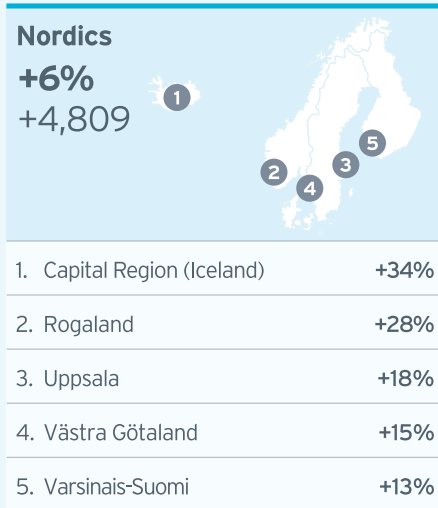 Nordics
+6%
+4,809
1
2
3
4
5
1. Capital Region (Iceland) +34%
2. Rogaland +28%
3. Uppsala +18%
4. Västra Götaland +15%
5. Varsinais-Suomi +13%